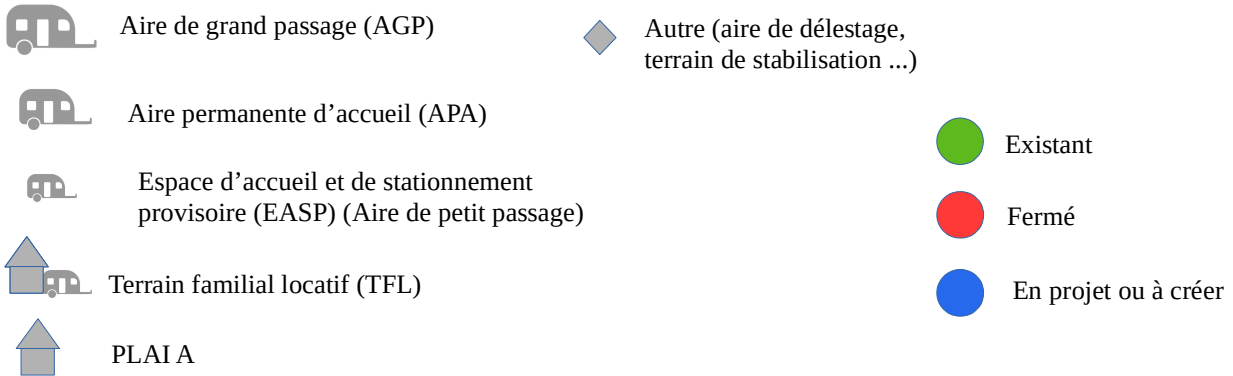 Aire de grand passage (AGP)
Aire permanente d’accueil (APA)
Espace d’accueil et de stationnement
provisoire (EASP) (Aire de petit passage)
Terrain familial locatif (TFL)
PLAI A
Autre (aire de délestage,
terrain de stabilisation ...)
Existant
Fermé
En projet ou à créer